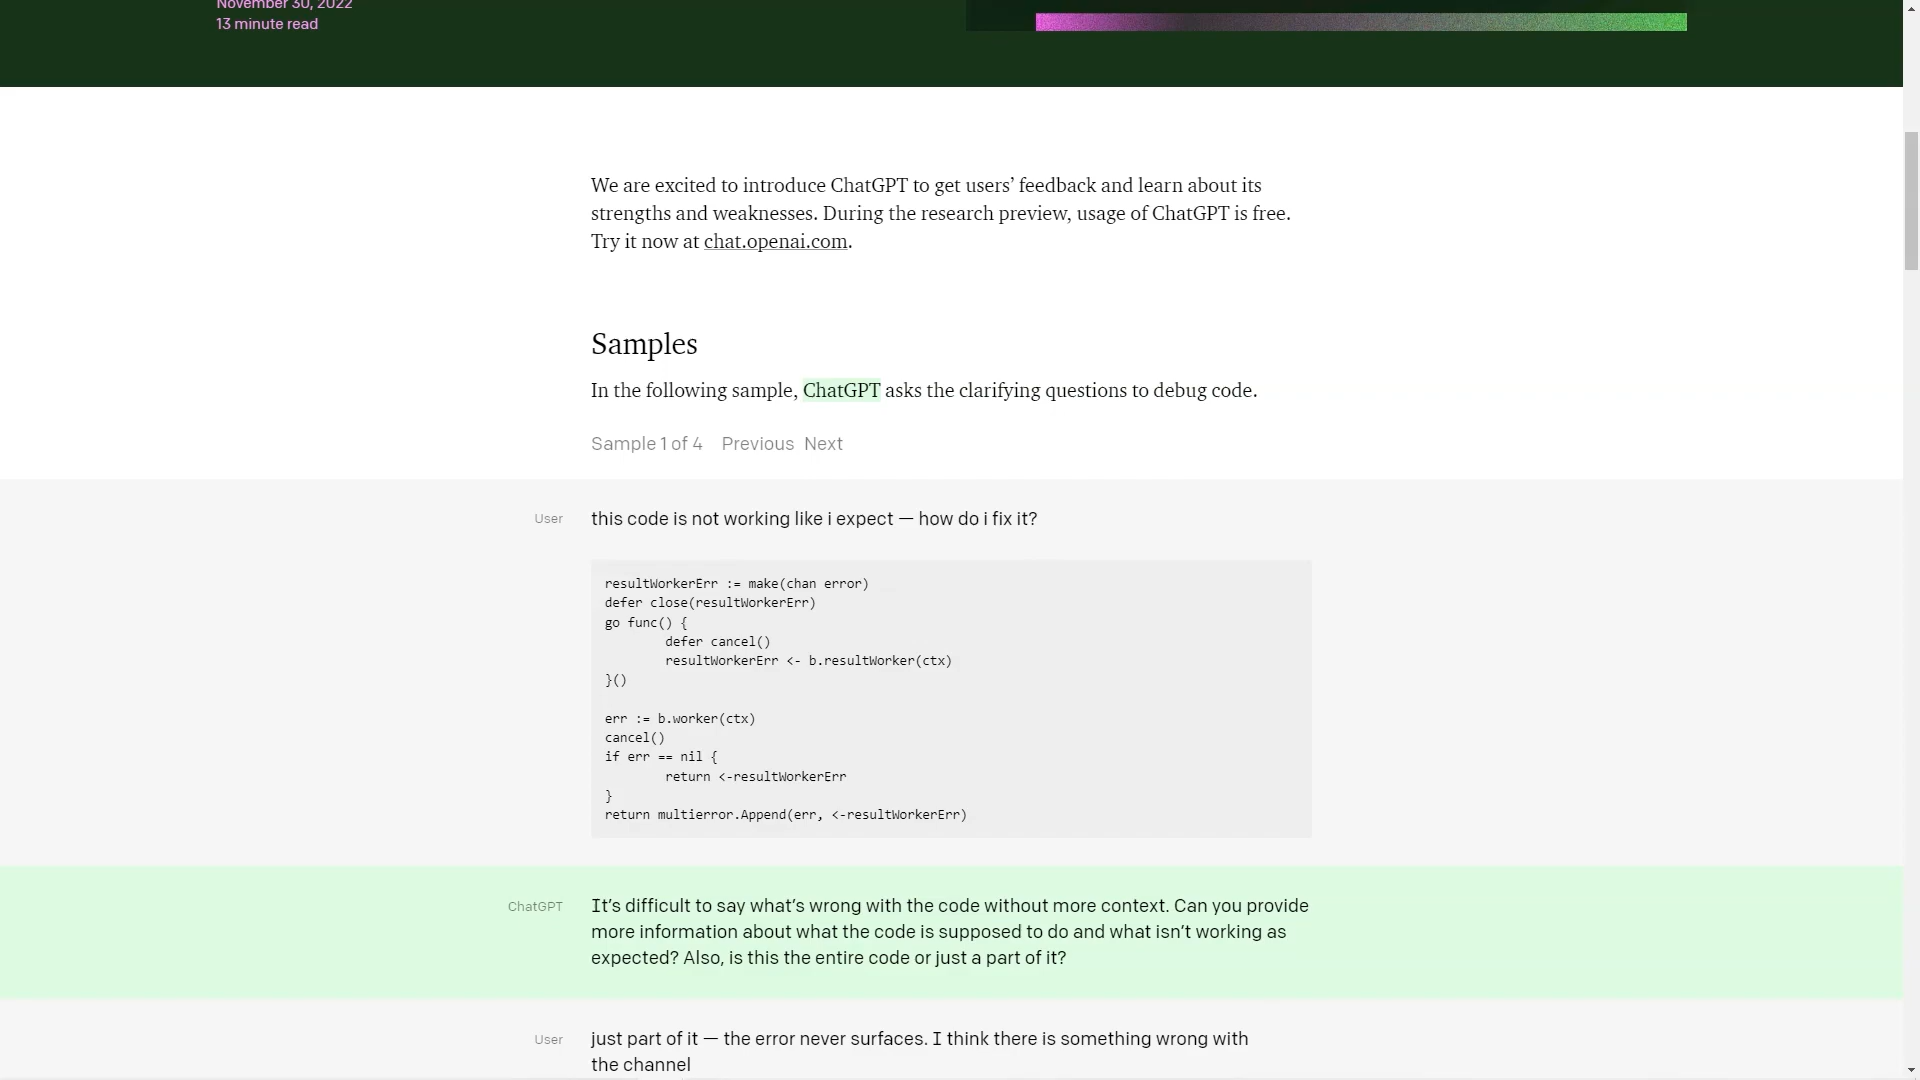 November 30, 2022
13 minute read
We are excited to introduce ChatGPT to get users’ feedback and learn about its
strengths and weaknesses. During the research preview, usage of ChatGPT is free.
Try it now at chat.openai.com.
Samples
In the following sample, ChatGPT asks the clarifying questions to debug code.
Sample 1 of 4 Previous Next
User this code is not working like i expect — how do i fix it?
resultWorkerErr := make(chan error)
defer close(resultWorkerErr)
go func() {
        defer cancel()
        resultWorkerErr <- b.resultWorker(ctx)
}()
err := b.worker(ctx)
cancel()
if err == nil {
        return <-resultWorkerErr
}
return multierror.Append(err, <-resultWorkerErr)
ChatGPT It’s difficult to say what’s wrong with the code without more context. Can you provide
more information about what the code is supposed to do and what isn’t working as
expected? Also, is this the entire code or just a part of it?
User just part of it — the error never surfaces. I think there is something wrong with
the channel